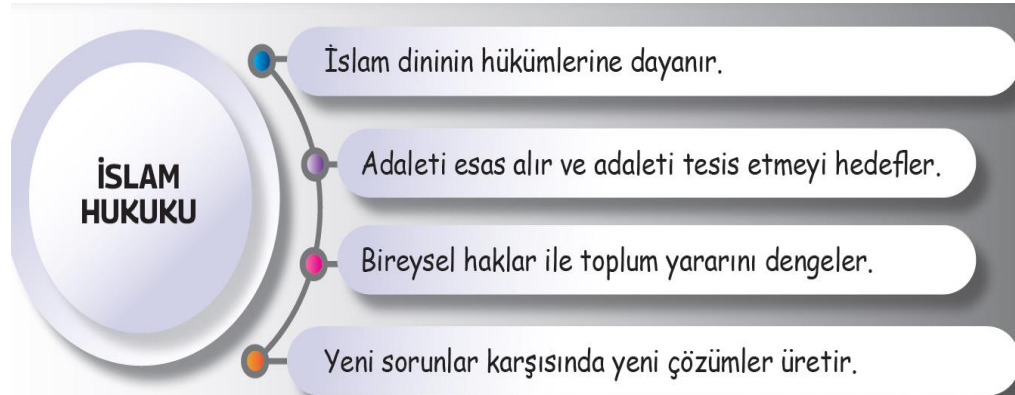 İSLAM
HUKUKU
İslam dininin hükümlerine dayanır.
Adaleti esas alır ve adaleti tesis etmeyi hedefler.
Bireysel haklar ile toplum yararını dengeler.
Yeni sorunlar karşısında yeni çözümler üretir.